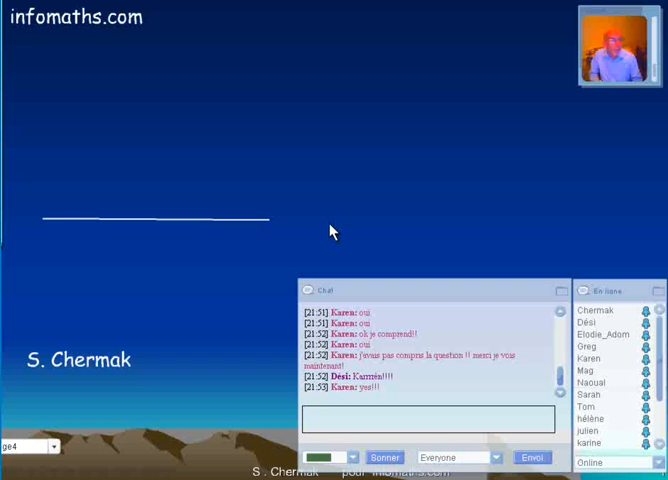 infomaths.com
S. Chermak
ge4
Chat
[21:51] Karen: oui
[21:51] Karen: oui
[21:52] Karen: ok je comprend!!
[21:52] Karen: oui
[21:52] Karen: j'avais pas compris la question !! merci je vois
maintenant!
[21:52] Dési: Karrrrén!!!!
[21:53] Karen: yes!!!
Sonner
Everyone
Envoi
En ligne
Chermak
Dési
Elodie_Adom
Greg
Karen
Mag
Naoual
Sarah
Tom
hélène
julien
karine
Online
S . Chermak pour infomaths.com